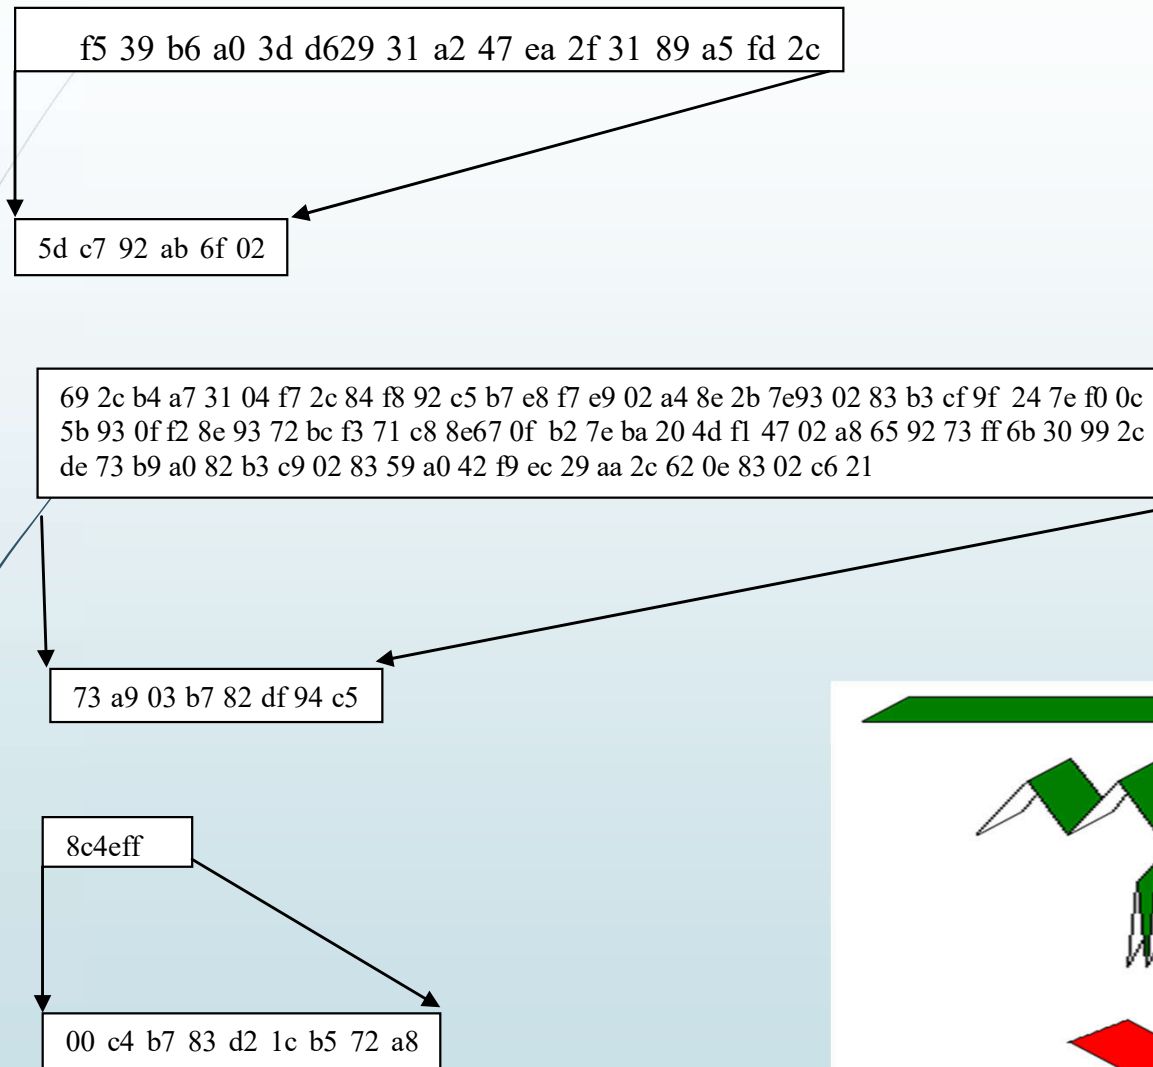 f5 39 b6 a0 3d d629 31 a2 47 ea 2f 31 89 a5 fd 2c
5d c7 92 ab 6f 02
69 2c b4 a7 31 04 f7 2c 84 f8 92 c5 b7 e8 f7 e9 02 a4 8e 2b 7e93 02 83 b3 cf 9f 24 7e f0 0c
5b 93 0f f2 8e 93 72 bc f3 71 c8 8e67 0f b2 7e ba 20 4d f1 47 02 a8 65 92 73 ff 6b 30 99 2c
de 73 b9 a0 82 b3 c9 02 83 59 a0 42 f9 ec 29 aa 2c 62 0e 83 02 c6 21
73 a9 03 b7 82 df 94 c5
8c4eff
00 c4 b7 83 d2 1c b5 72 a8